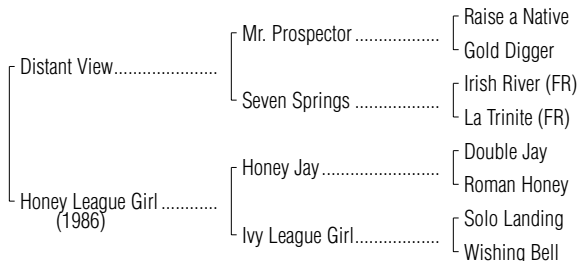 Raise a Native
Mr. Prospector ..................
Gold Digger
Distant View......................
Irish River (FR)
Seven Springs ..................
La Trinite (FR)
Double Jay
Honey Jay.........................
Roman Honey
Honey League Girl ............
(1986)
Solo Landing
Ivy League Girl..................
Wishing Bell